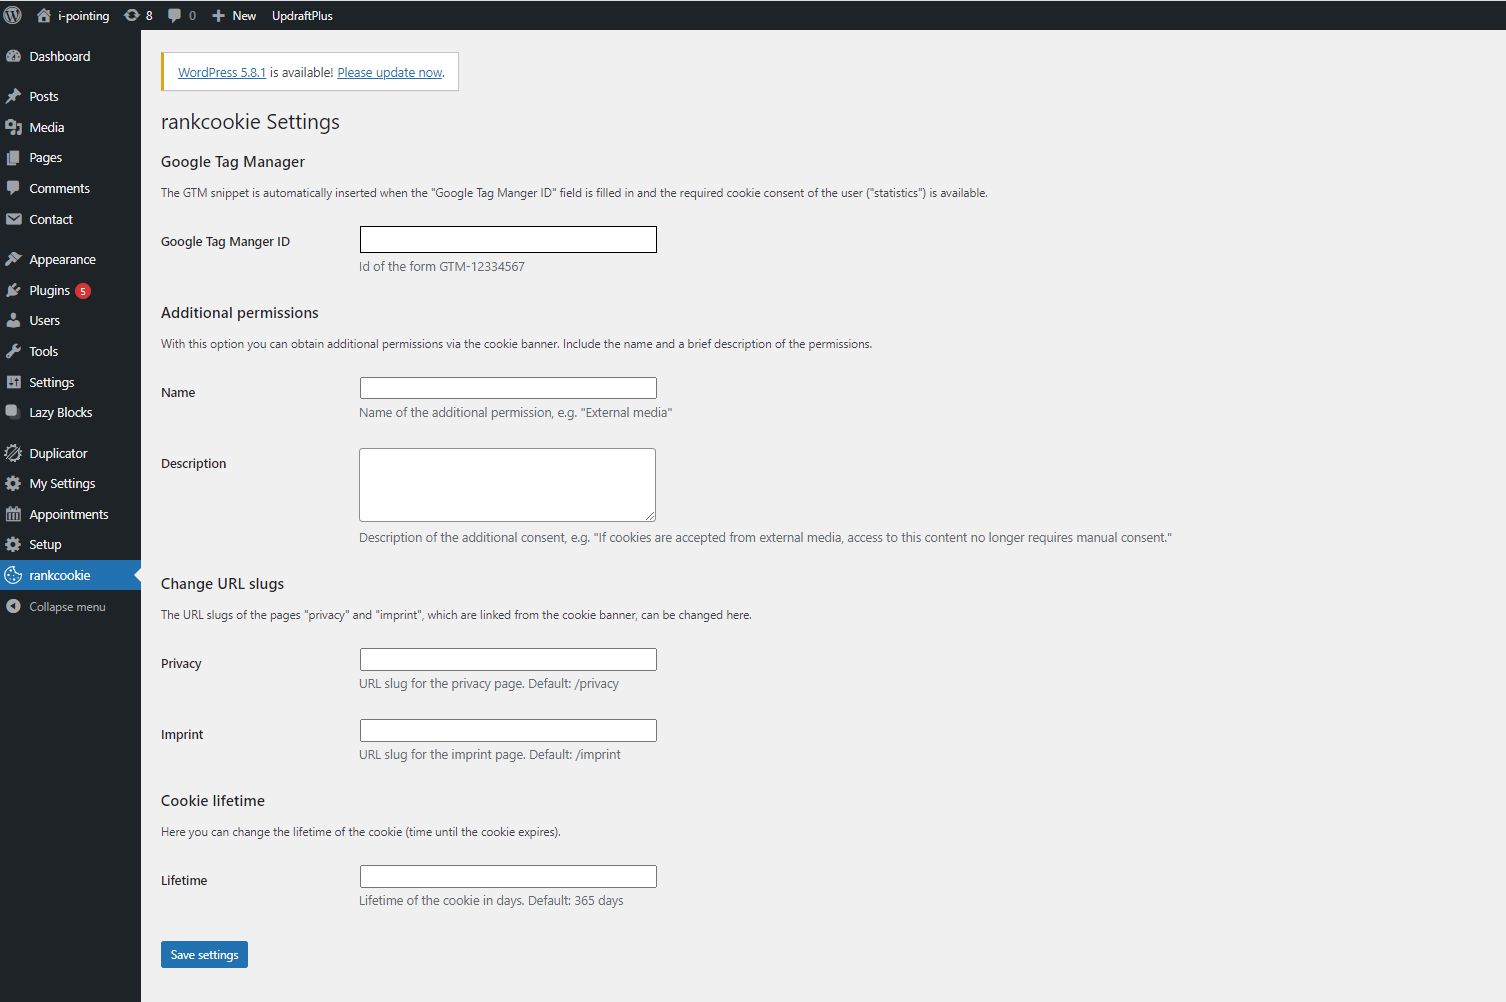 i-pointing 8 0 New UpdraftPlus
Dashboard
Posts
Media
Pages
Comments
Contact
Appearance
Plugins 5
Users
Tools
Settings
Lazy Blocks
Duplicator
My Settings
Appointments
Setup
rankcookie
Collapse menu
WordPress 5.8.1 is available! Please update now.
rankcookie Settings
Google Tag Manager
The GTM snippet is automatically inserted when the "Google Tag Manger ID" field is filled in and the required cookie consent of the user ("statistics") is available.
Google Tag Manger ID
Id of the form GTM-12334567
Additional permissions
With this option you can obtain additional permissions via the cookie banner. Include the name and a brief description of the permissions.
Name
Name of the additional permission, e.g. "External media"
Description
Description of the additional consent, e.g. "If cookies are accepted from external media, access to this content no longer requires manual consent."
Change URL slugs
The URL slugs of the pages "privacy" and "imprint", which are linked from the cookie banner, can be changed here.
Privacy
URL slug for the privacy page. Default: /privacy
Imprint
URL slug for the imprint page. Default: /imprint
Cookie lifetime
Here you can change the lifetime of the cookie (time until the cookie expires).
Lifetime
Lifetime of the cookie in days. Default: 365 days
Save settings